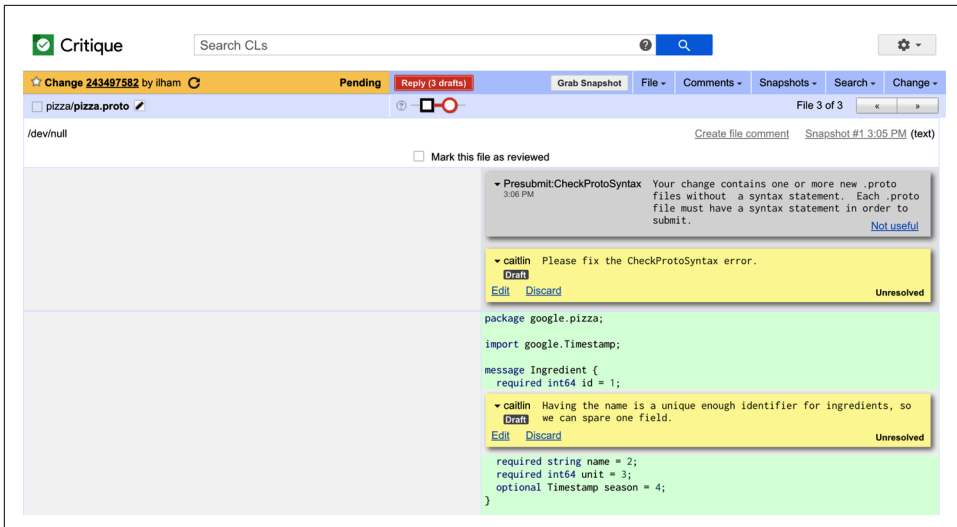 Critique
Search CLs
Change 243497582 by ilham
Pending
Reply (3 drafts)
Grab Snapshot
File
Comments
Snapshots
Search
Change
pizza/pizza.proto
File 3 of 3
«
»
/dev/null
Create file comment
Snapshot #1 3:05 PM (text)
Mark this file as reviewed
Presubmit:CheckProtoSyntax
3:06 PM
Your change contains one or more new .proto
files without a syntax statement. Each .proto
file must have a syntax statement in order to
submit.
Not useful
caitlin Please fix the CheckProtoSyntax error.
Draft
Edit Discard
Unresolved
package google.pizza;
import google.Timestamp;
message Ingredient {
required int64 id = 1;
caitlin Having the name is a unique enough identifier for ingredients, so
Draft we can spare one field.
Edit Discard
Unresolved
required string name = 2;
required int64 unit = 3;
optional Timestamp season = 4;
}